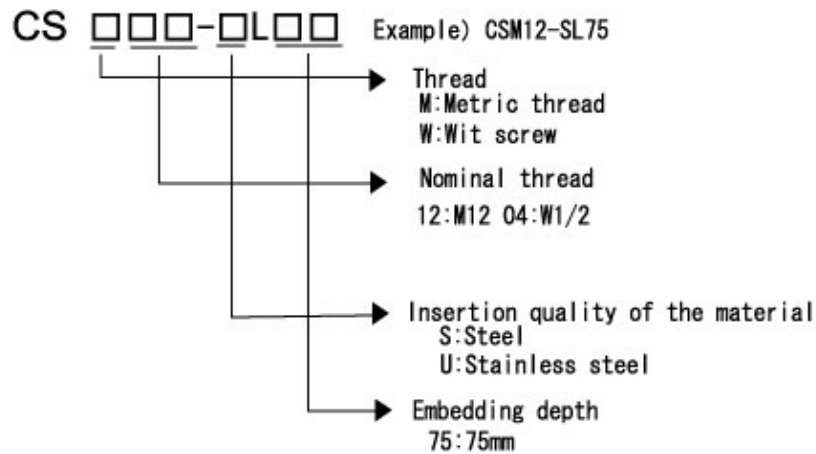 CS □□□-□L□□ Example) CSM12-SL75
Thread
M:Metric thread
W:Wit screw
Nominal thread
12:M12 04:W1/2
Insertion quality of the material
S:Steel
U:Stainless steel
Embedding depth
75:75mm